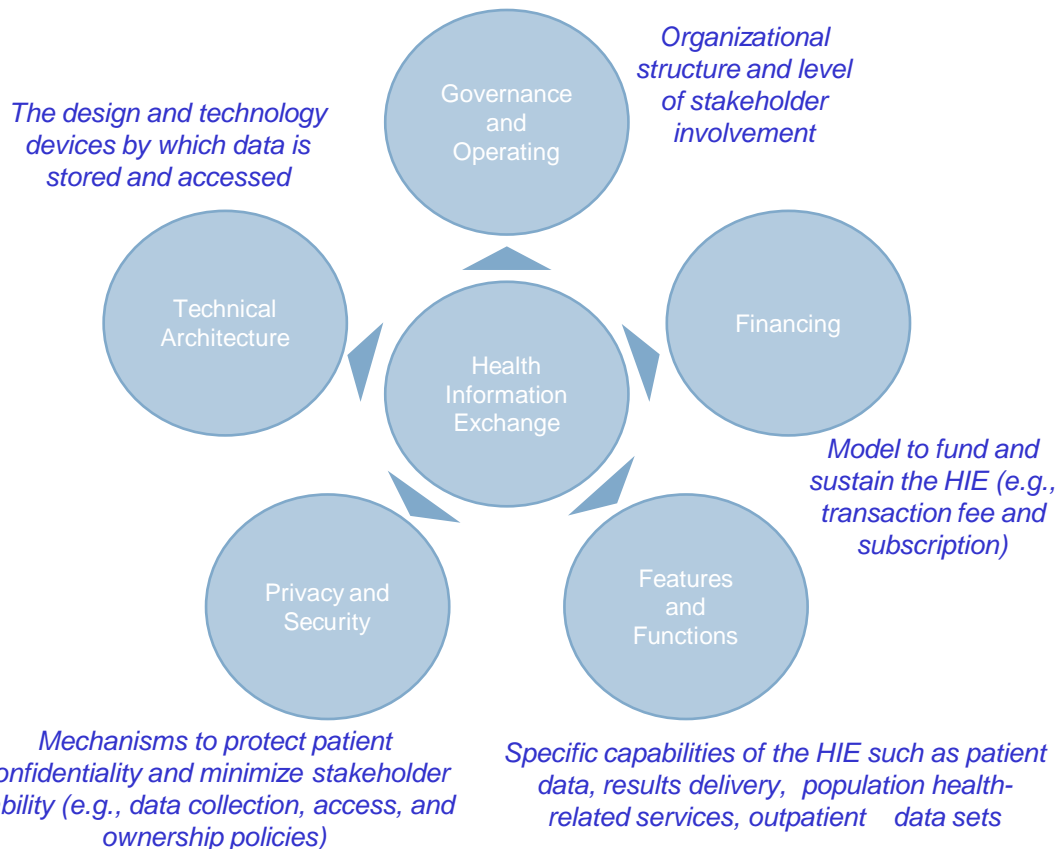 Organizational
structure and level
of stakeholder
involvement
Governance
and
Operating
The design and technology
devices by which data is
stored and accessed
Technical
Architecture
Health
Information
Exchange
Financing
Model to fund and
sustain the HIE (e.g.,
transaction fee and
subscription)
Privacy and
Security
Features
and
Functions
Mechanisms to protect patient
onfidentiality and minimize stakeholder
bility (e.g., data collection, access, and
ownership policies)
Specific capabilities of the HIE such as patient
data, results delivery, population health-
related services, outpatient data sets